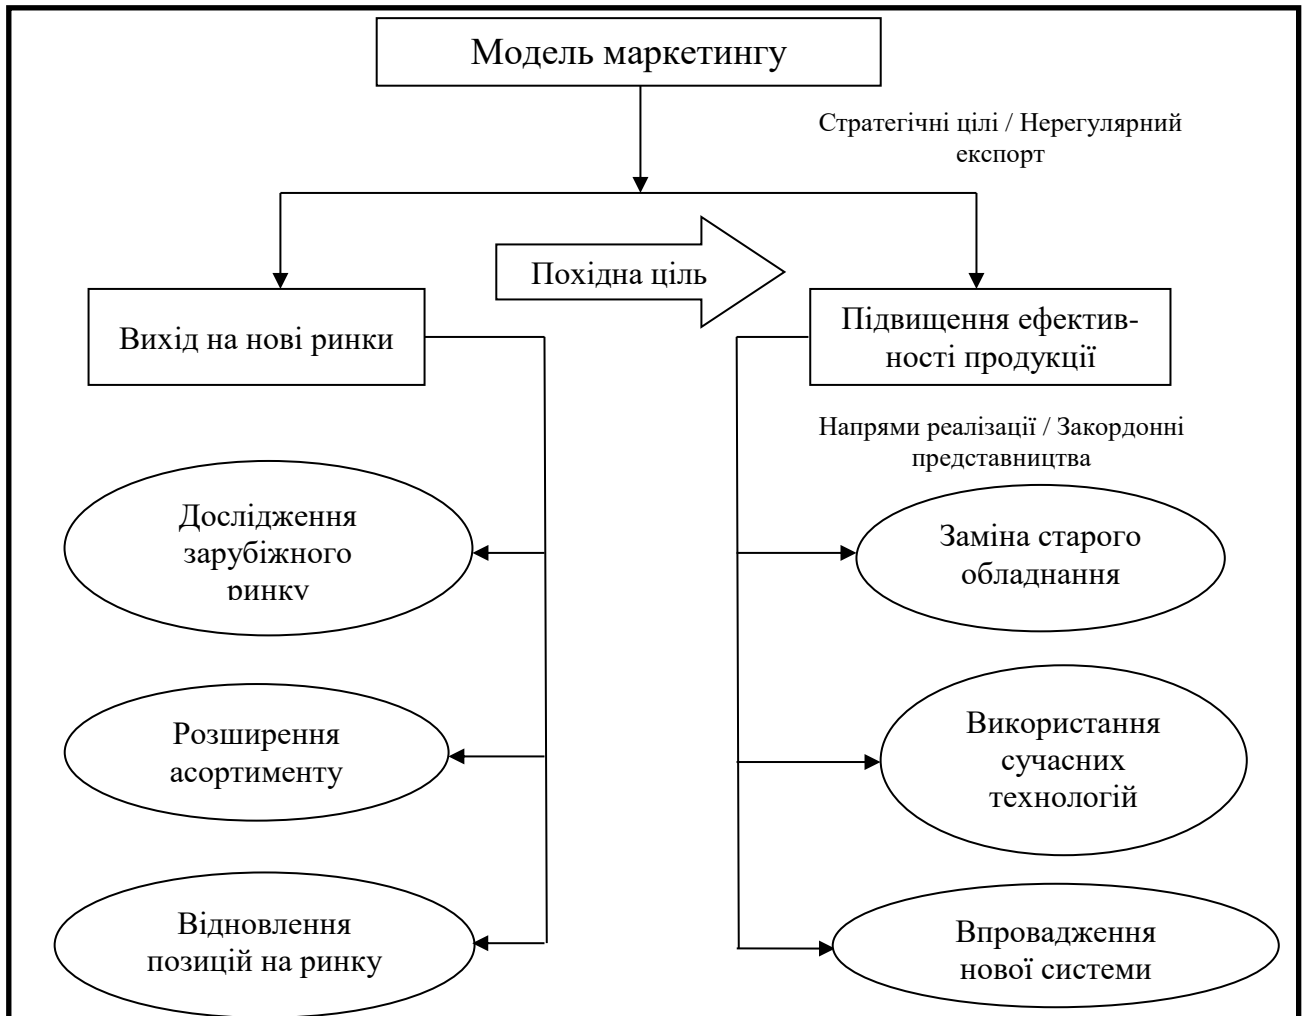 Модель маркетингу
Стратегічні цілі / Нерегулярний
експорт
Похідна ціль
Вихід на нові ринки
Підвищення ефектив-
ності продукції
Напрями реалізації / Закордонні
представництва
Дослідження
зарубіжного
ринку
Заміна старого
обладнання
Розширення
асортименту
Використання
сучасних
технологій
Відновлення
позицій на ринку
Впровадження
нової системи